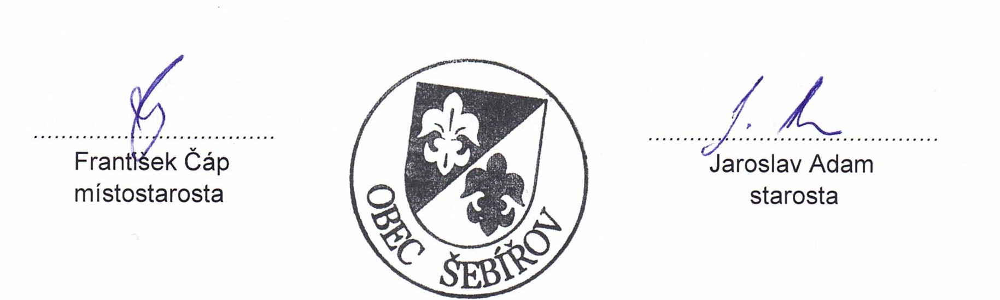 František Čáp
místostarosta
OBEC ŠEBÍŘOV
Jaroslav Adam
starosta